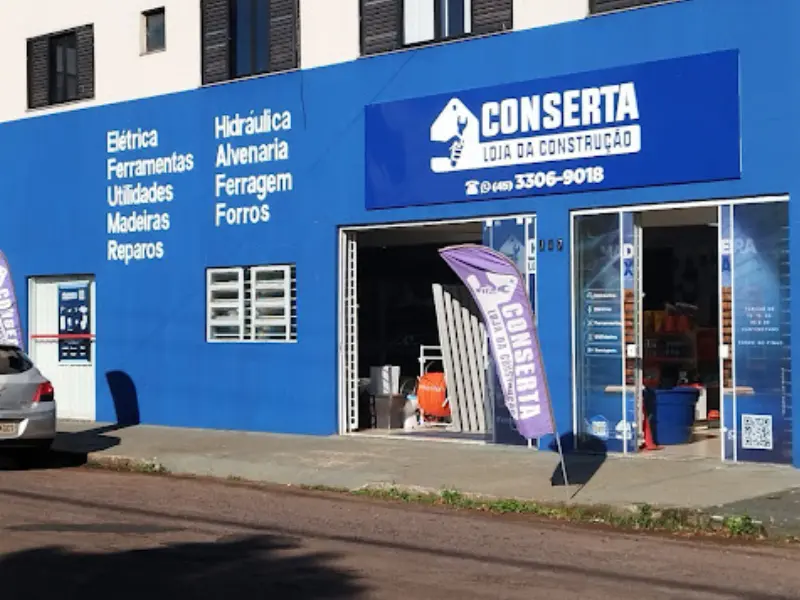 Elétrica
Ferramentas
Utilidades
Madeiras
Reparos
Hidráulica
Alvenaria
Ferragem
Forros
CONSERTA
LOJA DA CONSTRUÇÃO
(45) 3306-9018
CONSERTA
LOJA DA CONSTRUÇÃO